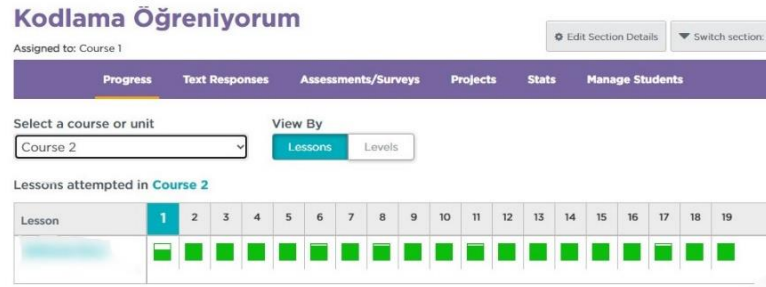 Kodlama Öğreniyorum
Assigned to: Course 1
Edit Section Details Switch section:
Progress Text Responses Assessments/Surveys Projects Stats Manage Students
Select a course or unit View By
Course 2 Lessons Levels
Lessons attempted in Course 2
Lesson 1 2 3 4 5 6 7 8 9 10 11 12 13 14 15 16 17 18 19